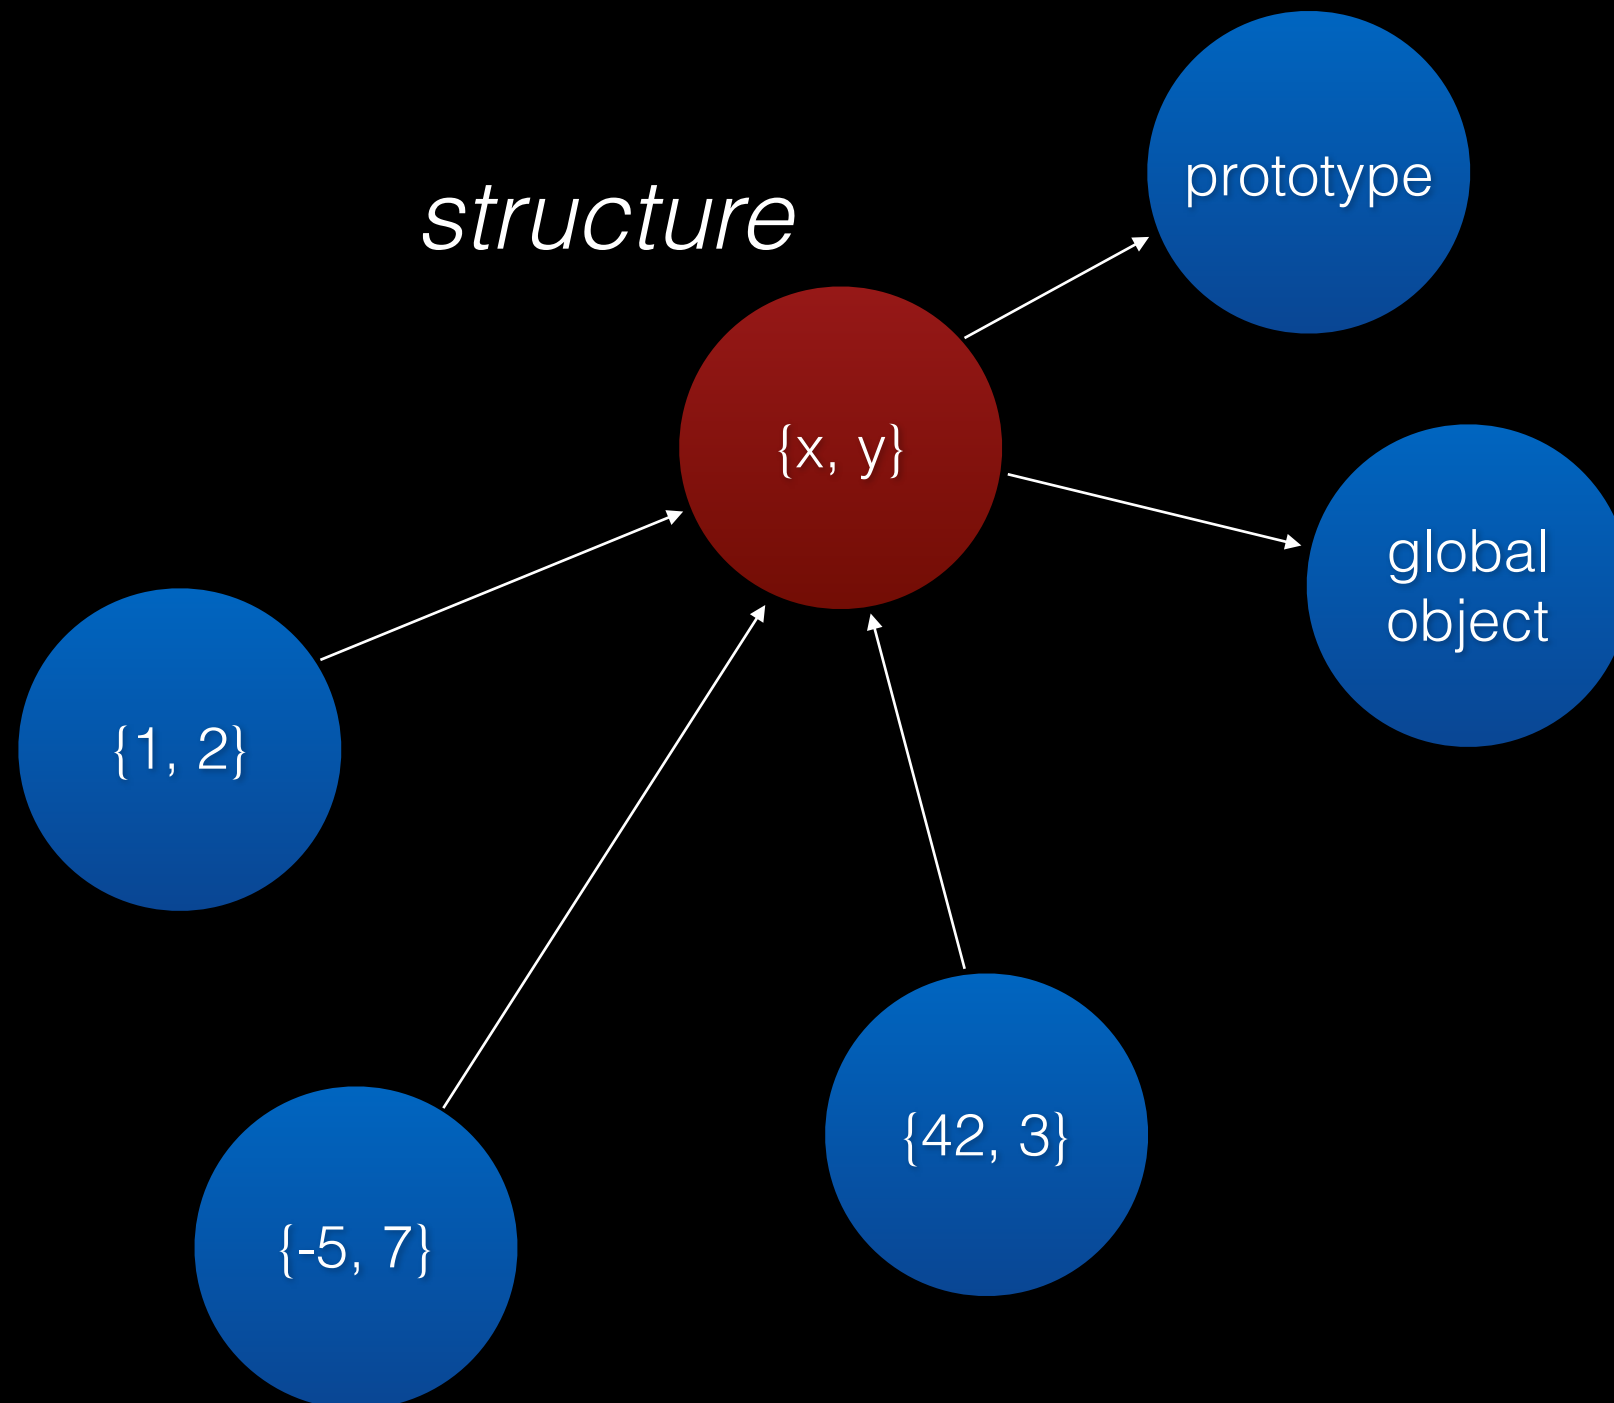 prototype
structure
{x, y}
global
object
{1, 2}
{42, 3}
{-5, 7}